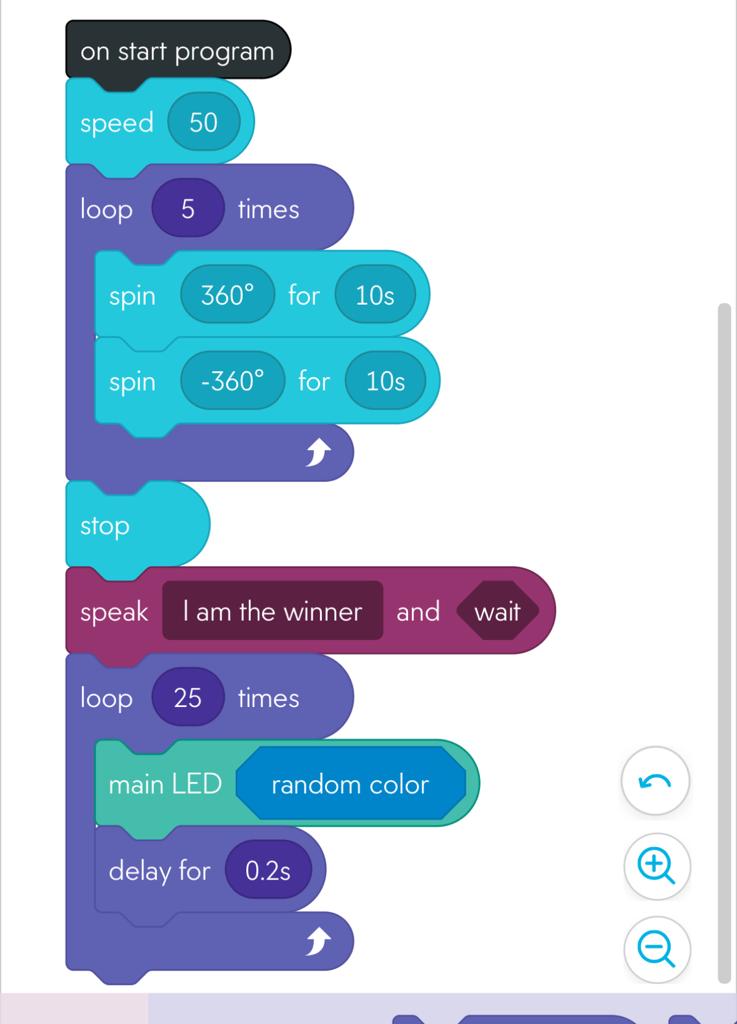 on start program
speed 50
loop 5 times
spin 360° for 10s
spin -360° for 10s
stop
speak I am the winner and wait
loop 25 times
main LED random color
delay for 0.2s